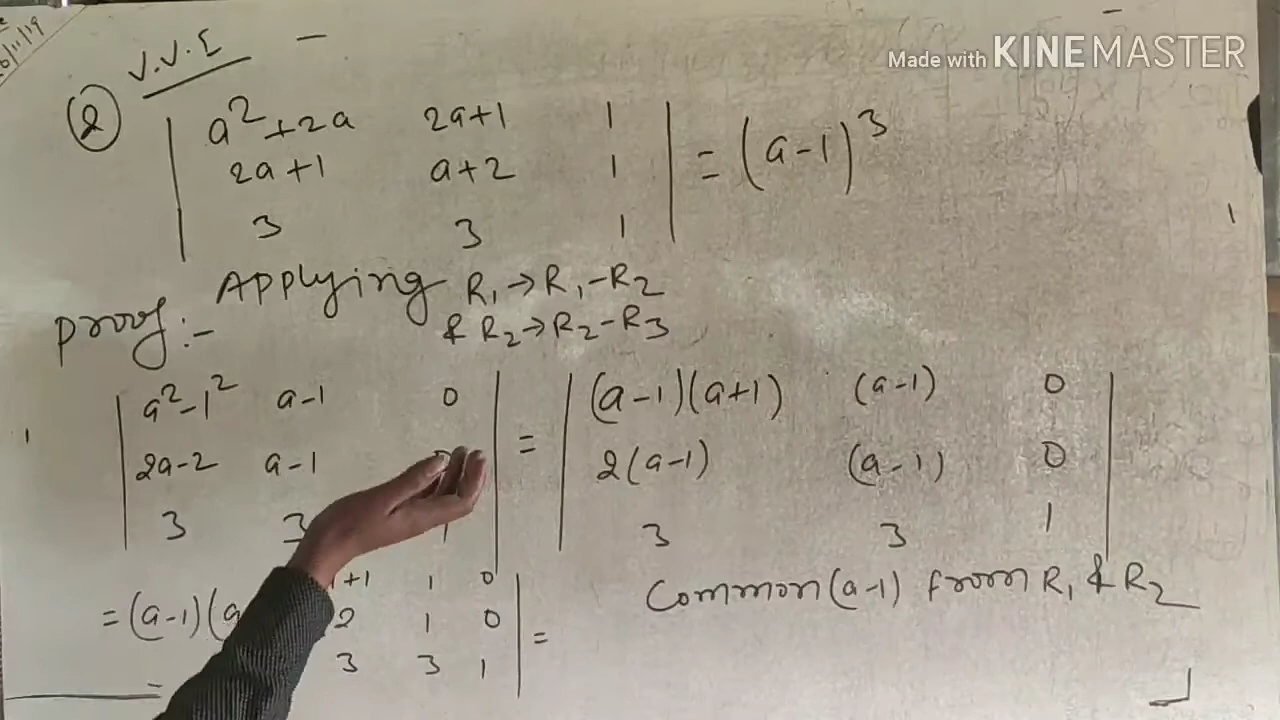 Made with KINEMASTER
V.V.I
(2) | a²+2a 2a+1 1 |
| 2a+1 a+2 1 | = (a-1)³
| 3 3 1 |
Proof:- Applying R₁→R₁-R₂
& R₂→R₂-R₃
| a²-1² a-1 0 | = | (a-1)(a+1) (a-1) 0 |
| 2a-2 a-1 | | 2(a-1) (a-1) 0 |
| 3 3 1 | | 3 3 1 |
Common (a-1) from R₁ & R₂
= (a-1)(a +1 1 0 |
2 1 0 | =
3 3 1 |